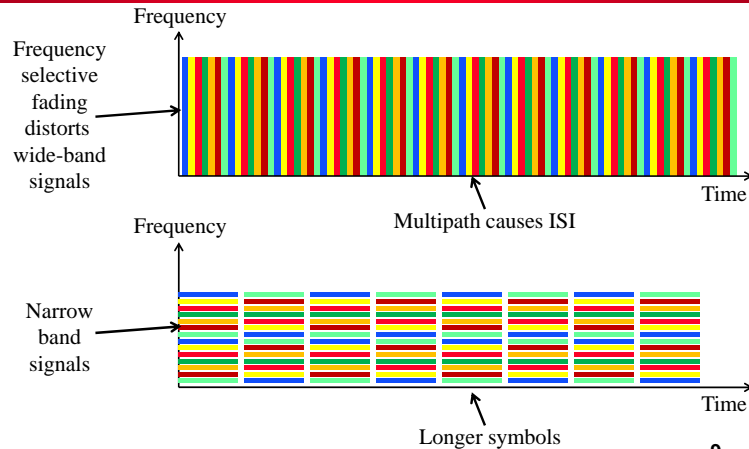 Frequency
Frequency
selective
fading
distorts
wide-band
signals
Time
Multipath causes ISI
Frequency
Narrow
band
signals
Time
Longer symbols